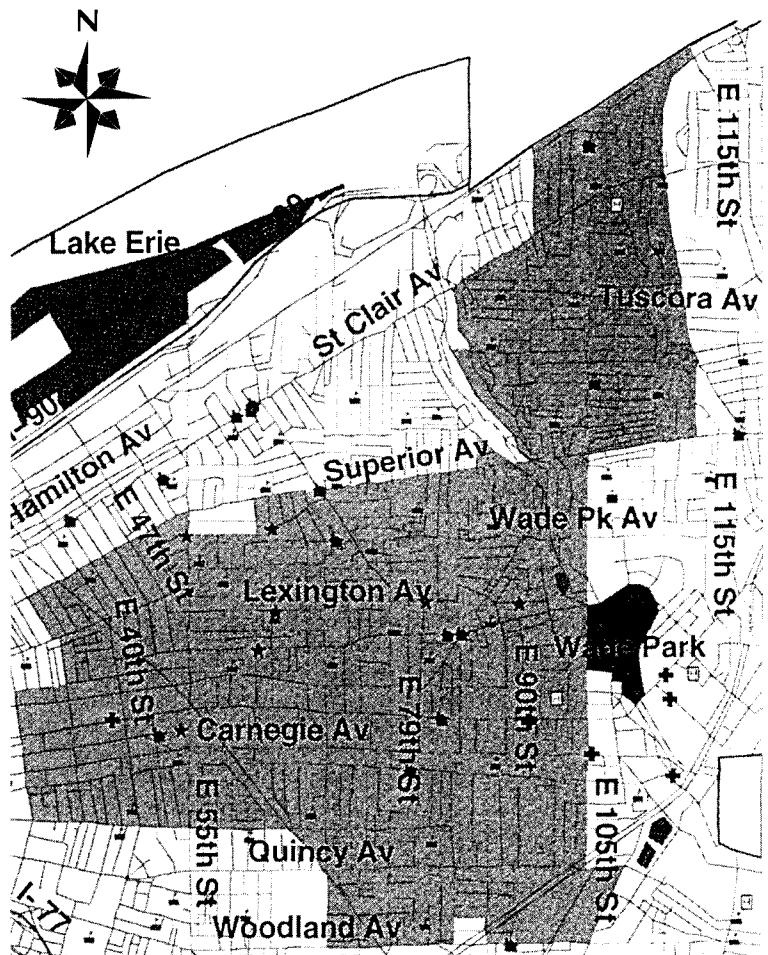 N
E 115th St
Lake Erie
St Clair Av
Tuscora Av
I-90
Hamilton Av
Superior Av
E 47th St
Wade Pk Av
E 115th St
Lexington Av
E 40th St
Wade Park
E 79th St
E 90th St
Carnegie Av
E 55th St
E 105th St
Quincy Av
I-77
Woodland Av